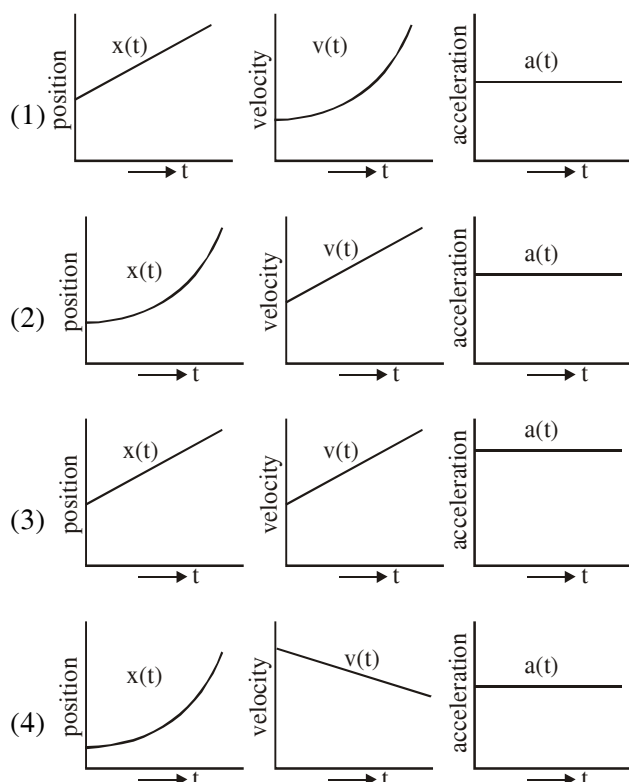 (1) position x(t) t velocity v(t) t acceleration a(t) t
(2) position x(t) t velocity v(t) t acceleration a(t) t
(3) position x(t) t velocity v(t) t acceleration a(t) t
(4) position x(t) t velocity v(t) t acceleration a(t) t